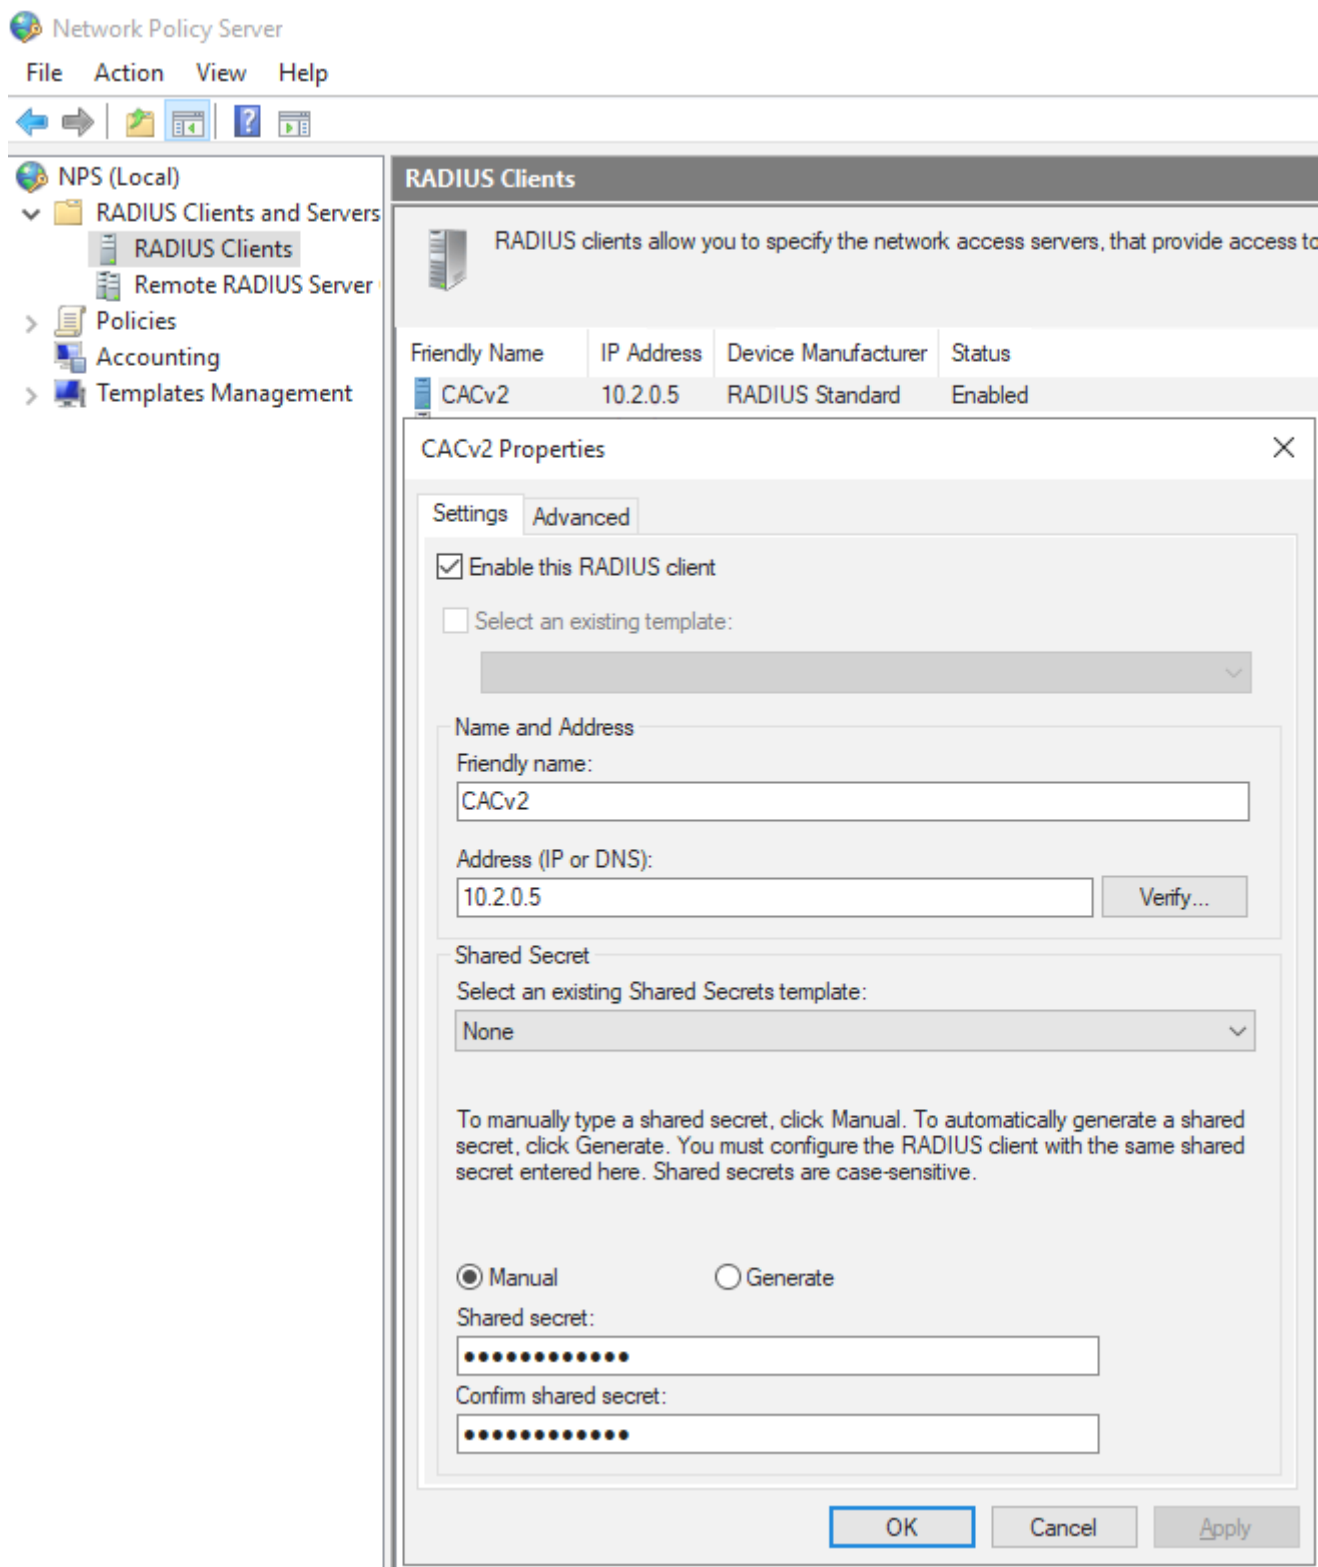 Network Policy Server
File Action View Help
NPS (Local)
RADIUS Clients and Servers
RADIUS Clients
Remote RADIUS Server
Policies
Accounting
Templates Management
RADIUS Clients
RADIUS clients allow you to specify the network access servers, that provide access to
Friendly Name IP Address Device Manufacturer Status
CACv2 10.2.0.5 RADIUS Standard Enabled
CACv2 Properties
Settings Advanced
Enable this RADIUS client
Select an existing template:
Name and Address
Friendly name:
CACv2
Address (IP or DNS):
10.2.0.5 Verify...
Shared Secret
Select an existing Shared Secrets template:
None
To manually type a shared secret, click Manual. To automatically generate a shared
secret, click Generate. You must configure the RADIUS client with the same shared
secret entered here. Shared secrets are case-sensitive.
Manual Generate
Shared secret:
●●●●●●●●●●●●
Confirm shared secret:
●●●●●●●●●●●●
OK Cancel Apply